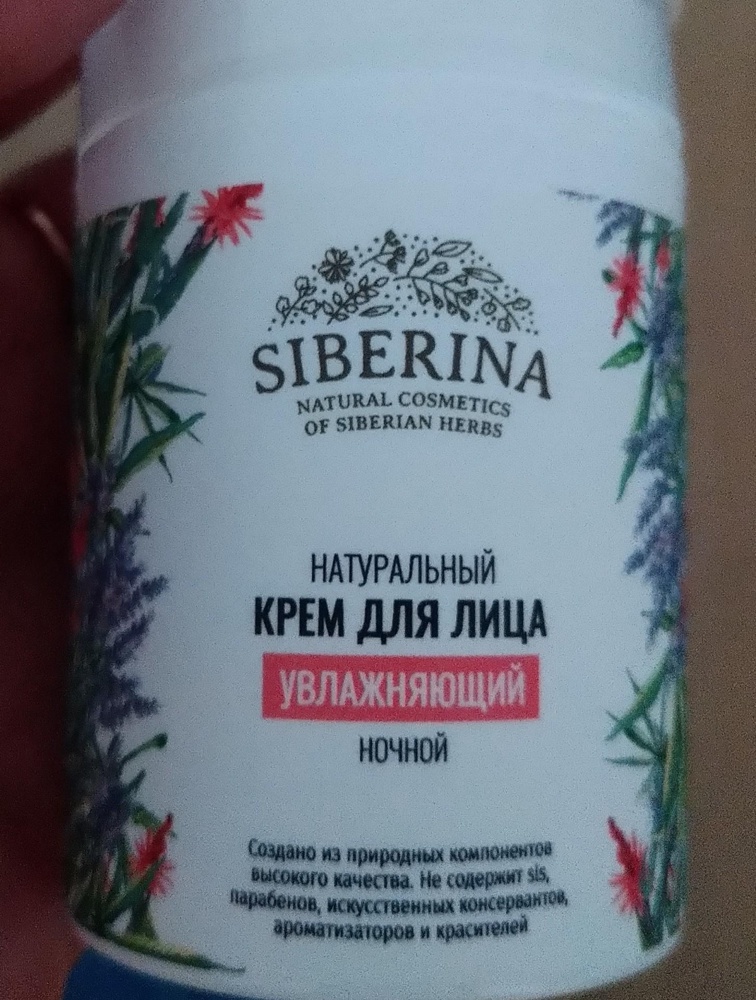 SIBERINA
NATURAL COSMETICS
OF SIBERIAN HERBS
НАТУРАЛЬНЫЙ
КРЕМ ДЛЯ ЛИЦА
УВЛАЖНЯЮЩИЙ
НОЧНОЙ
Создано из природных компонентов
высокого качества. Не содержит sls,
парабенов, искусственных консервантов,
ароматизаторов и красителей